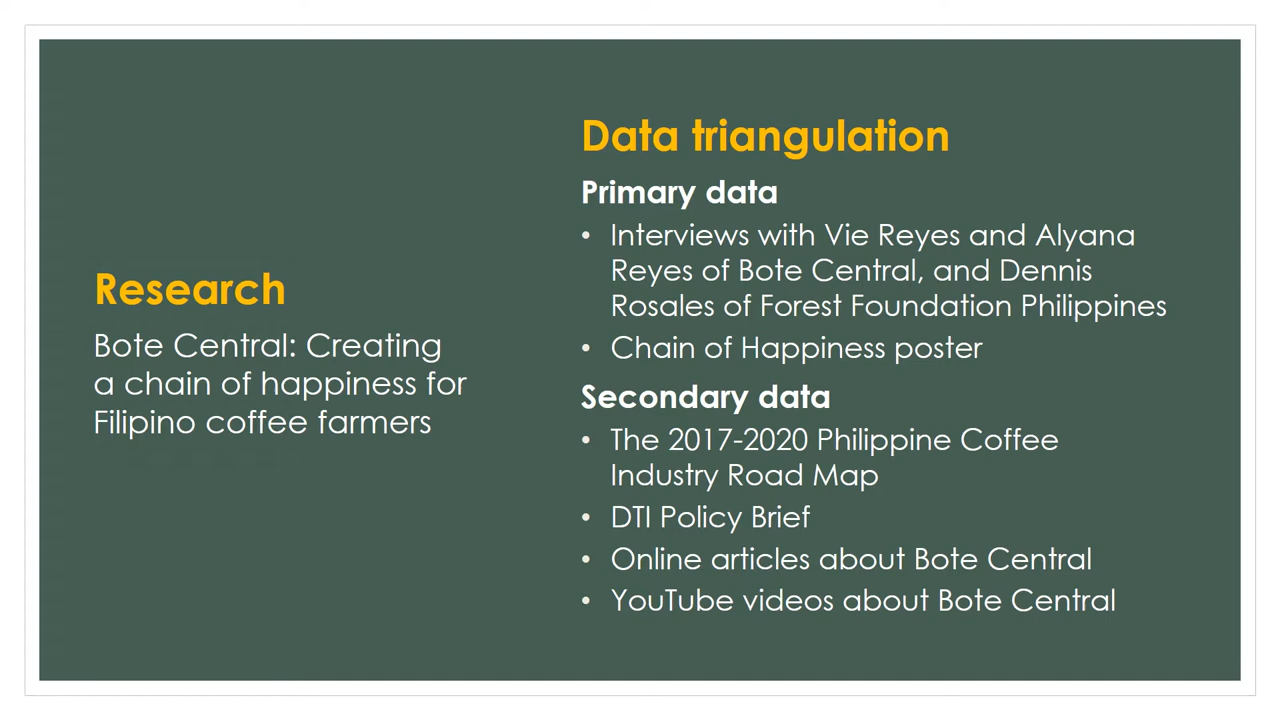 Research
Bote Central: Creating
a chain of happiness for
Filipino coffee farmers
Data triangulation
Primary data
• Interviews with Vie Reyes and Alyana
Reyes of Bote Central, and Dennis
Rosales of Forest Foundation Philippines
• Chain of Happiness poster
Secondary data
• The 2017-2020 Philippine Coffee
Industry Road Map
• DTI Policy Brief
• Online articles about Bote Central
• YouTube videos about Bote Central